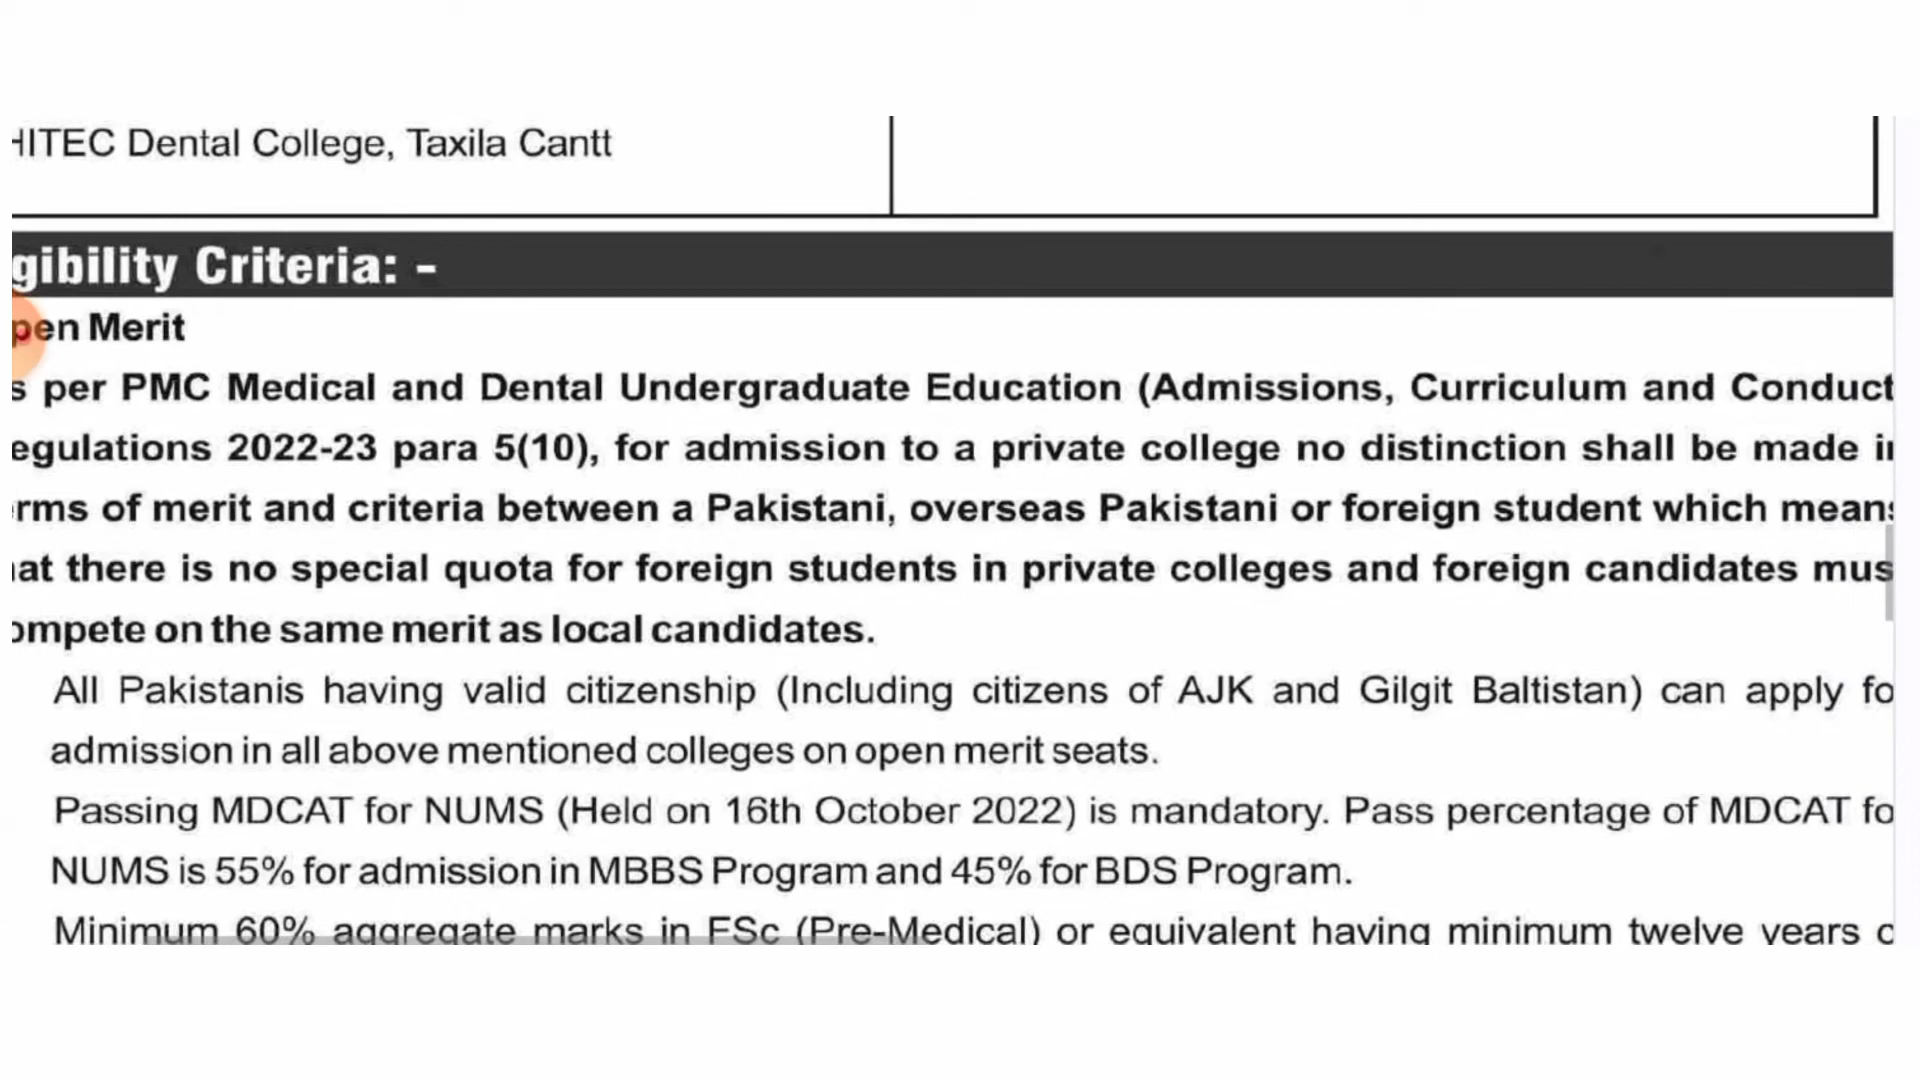 HITEC Dental College, Taxila Cantt
gibility Criteria: -
pen Merit
s per PMC Medical and Dental Undergraduate Education (Admissions, Curriculum and Conduct
egulations 2022-23 para 5(10), for admission to a private college no distinction shall be made in
rms of merit and criteria between a Pakistani, overseas Pakistani or foreign student which means
at there is no special quota for foreign students in private colleges and foreign candidates mus
ompete on the same merit as local candidates.
All Pakistanis having valid citizenship (Including citizens of AJK and Gilgit Baltistan) can apply fo
admission in all above mentioned colleges on open merit seats.
Passing MDCAT for NUMS (Held on 16th October 2022) is mandatory. Pass percentage of MDCAT fo
NUMS is 55% for admission in MBBS Program and 45% for BDS Program.
Minimum 60% aggregate marks in FSc (Pre-Medical) or equivalent having minimum twelve years o